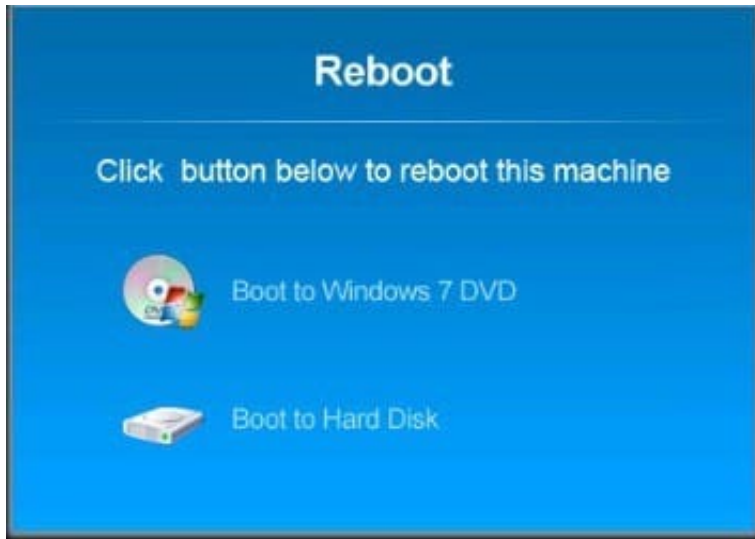 Reboot
Click button below to reboot this machine
Boot to Windows 7 DVD
Boot to Hard Disk